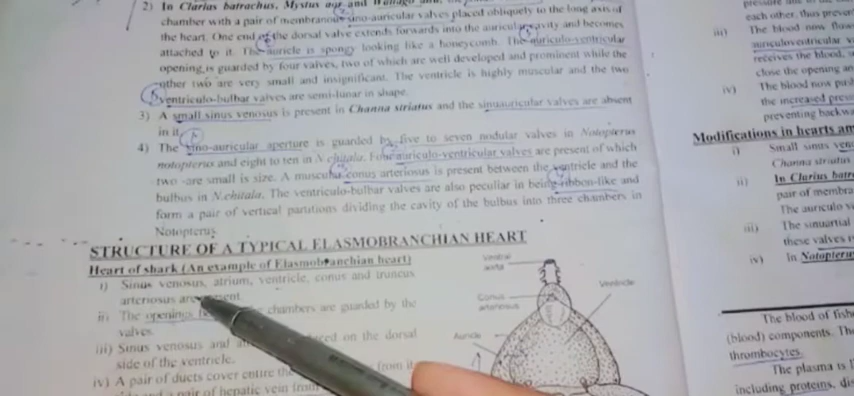 2) In Clarias batrachus, Mystus aor and Wallago attu, the
chamber with a pair of membranous sino-auricular valves placed obliquely to the long axis of
the heart. One end of the dorsal valve extends forwards into the auricular cavity and becomes
attached to it. The auricle is spongy looking like a honeycomb. The auriculo-ventricular
opening is guarded by four valves, two of which are well developed and prominent while the
other two are very small and insignificant. The ventricle is highly muscular and the two
ventriculo-bulbar valves are semi-lunar in shape.
3) A small sinus venosus is present in Channa striatus and the sinuauricular valves are absent
in it.
4) The sino-auricular aperture is guarded by five to seven nodular valves in Notopterus
notopterus and eight to ten in N.chitala. Four auriculo-ventricular valves are present of which
two are small is size. A muscular conus arteriosus is present between the ventricle and the
bulbus in N.chitala. The ventriculo-bulbar valves are also peculiar in being ribbon-like and
form a pair of vertical partitions dividing the cavity of the bulbus into three chambers in
Notopterus.
STRUCTURE OF A TYPICAL ELASMOBRANCHIAN HEART
Heart of shark (An example of Elasmobranchian heart)
i) Sinus venosus, atrium, ventricle, conus and truncus
arteriosus are present.
ii) The openings chambers are guarded by the
valves.
iii) Sinus venosus and on the dorsal
side of the ventricle.
iv) A pair of ducts cover entire the from it
a pair of hepatic vein from
Ventral
aorta
Conus
arteriosus
Auricle
Ventricle
each other, thus preven
iii) The blood now flow
auriculoventricular v
receives the blood,
close the opening an
iv) The blood now push
the increased press
preventing backwa
Modifications in hearts am
i) Small sinus ven
Channa striatus
ii) In Clarius batr
pair of membra
The auriculo v
iii) The sinuartial
these valves i
iv) In Notopteru
The blood of fish
(blood) components. The
thrombocytes.
The plasma is
including proteins, dis